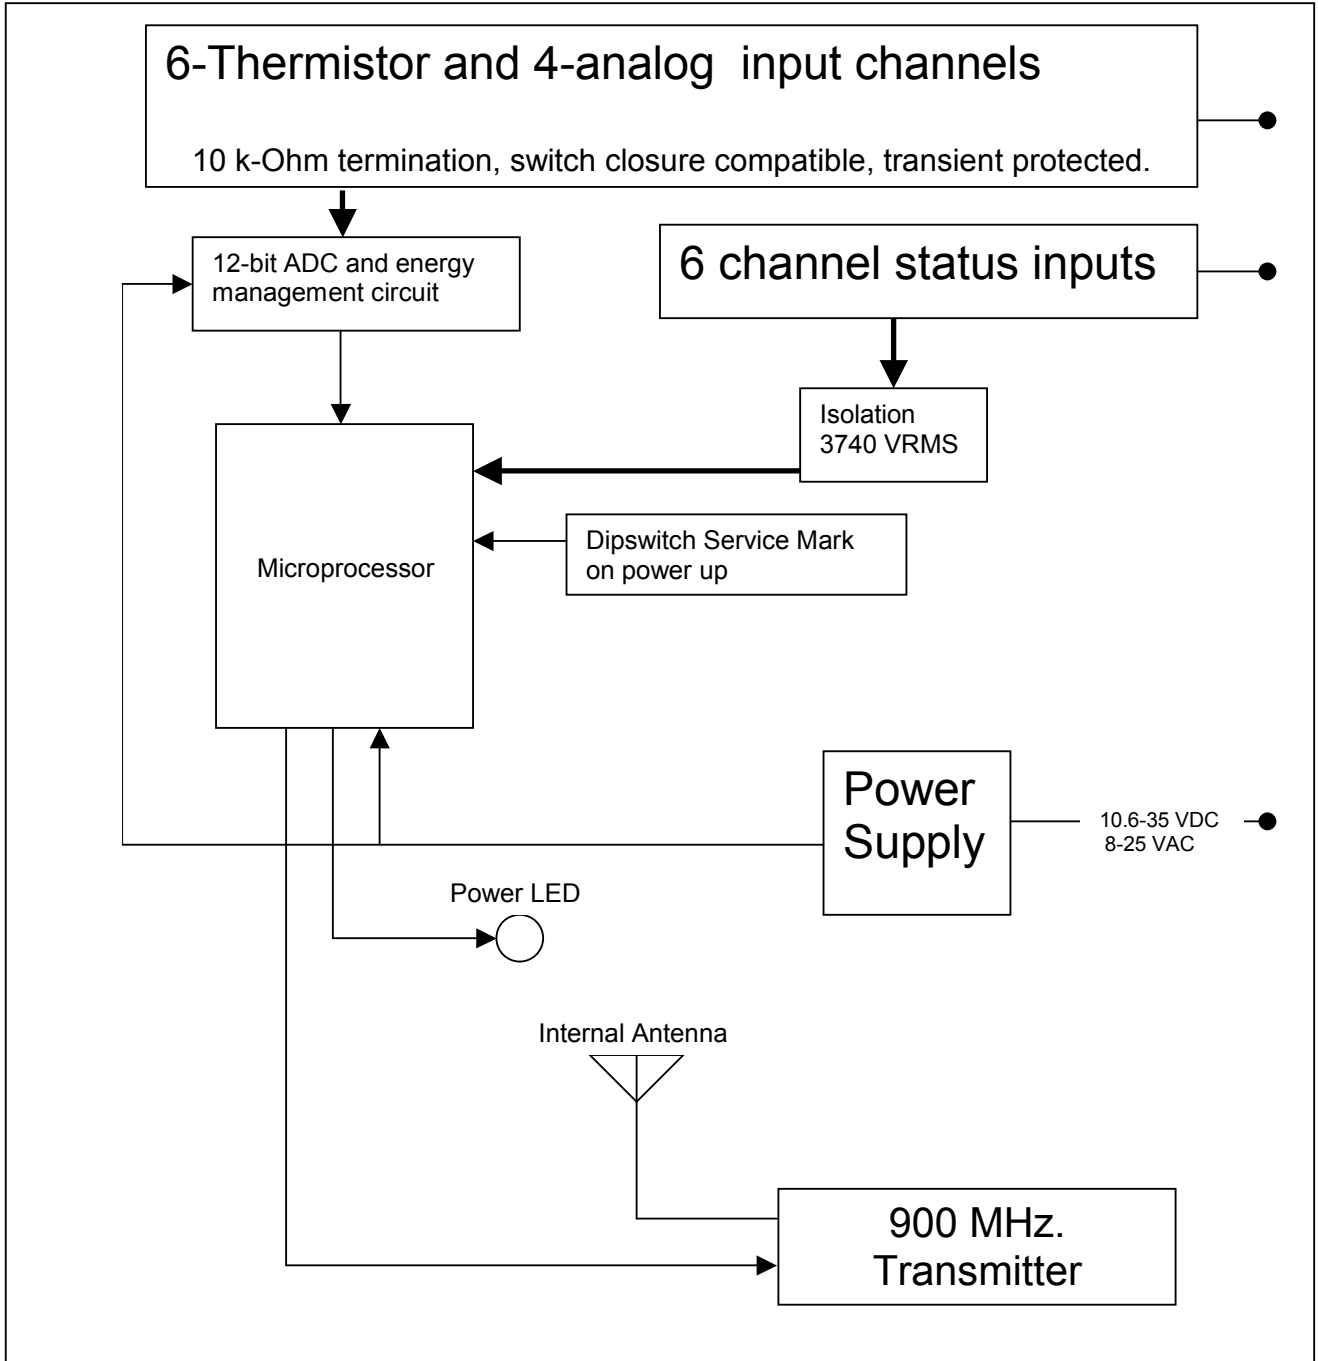 6-Thermistor and 4-analog input channels
10 k-Ohm termination, switch closure compatible, transient protected.
12-bit ADC and energy
management circuit
6 channel status inputs
Isolation
3740 VRMS
Dipswitch Service Mark
on power up
Microprocessor
Power
Supply
10.6-35 VDC
8-25 VAC
Power LED
Internal Antenna
900 MHz.
Transmitter